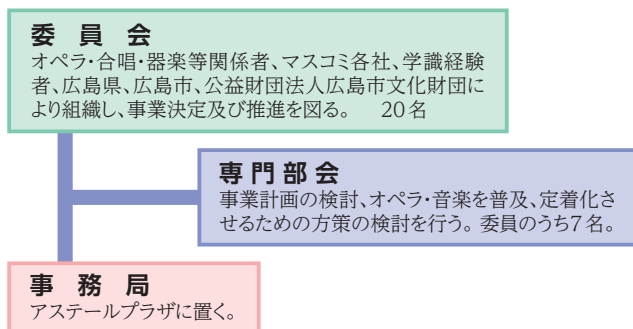 委員会
オペラ・合唱・器楽等関係者、マスコミ各社、学識経験
者、広島県、広島市、公益財団法人広島市文化財団に
より組織し、事業決定及び推進を図る。　20名
専門部会
事業計画の検討、オペラ・音楽を普及、定着化さ
せるための方策の検討を行う。委員のうち7名。
事務局
アステールプラザに置く。